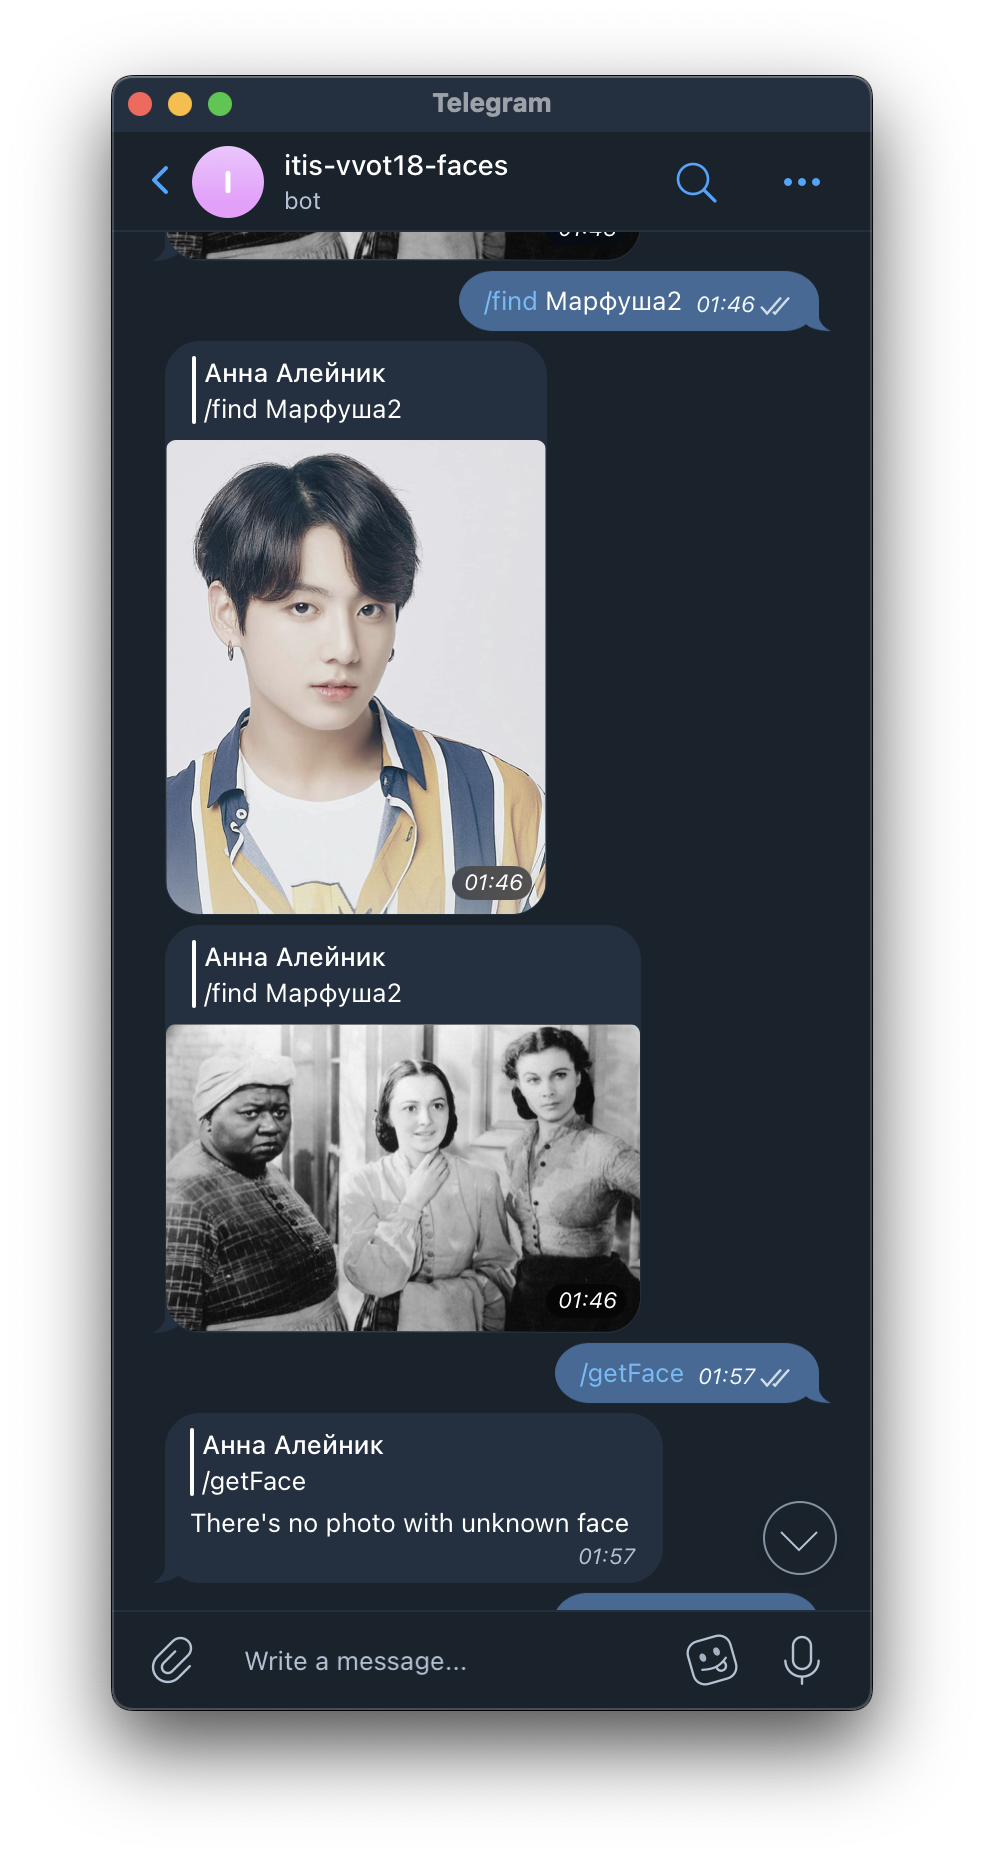 Telegram
I
itis-vvot18-faces
bot
/find Марфуша2 01:46
Анна Алейник
/find Марфуша2
01:46
Анна Алейник
/find Марфуша2
01:46
/getFace 01:57
Анна Алейник
/getFace
There's no photo with unknown face
01:57
Write a message...